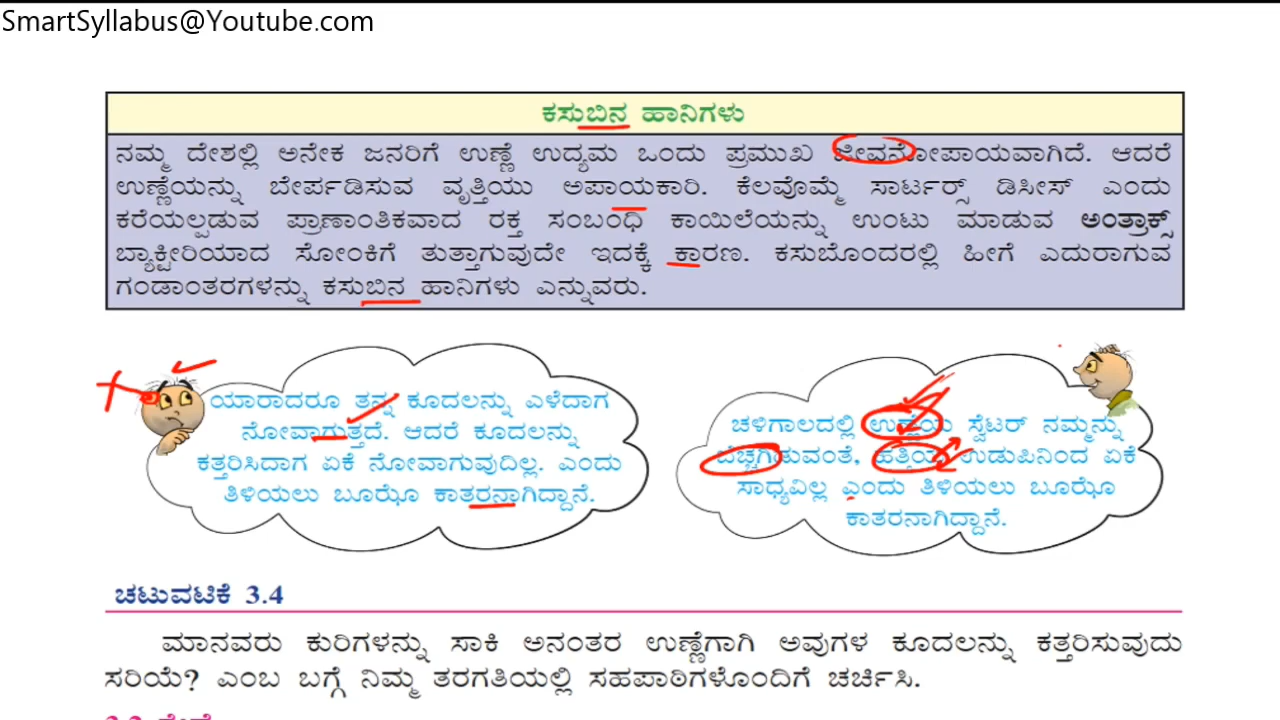 SmartSyllabus@Youtube.com
ಕಸುಬಿನ ಹಾನಿಗಳು
ನಮ್ಮ ದೇಶಲ್ಲಿ ಅನೇಕ ಜನರಿಗೆ ಉಣ್ಣೆ ಉದ್ಯಮ ಒಂದು ಪ್ರಮುಖ ಜೀವನೋಪಾಯವಾಗಿದೆ. ಆದರೆ
ಉಣ್ಣೆಯನ್ನು ಬೇರ್ಪಡಿಸುವ ವೃತ್ತಿಯು ಅಪಾಯಕಾರಿ. ಕೆಲವೊಮ್ಮೆ ಸಾರ್ಟರ್ಸ್ ಡಿಸೀಸ್ ಎಂದು
ಕರೆಯಲ್ಪಡುವ ಪ್ರಾಣಾಂತಿಕವಾದ ರಕ್ತ ಸಂಬಂಧಿ ಕಾಯಿಲೆಯನ್ನು ಉಂಟು ಮಾಡುವ ಅಂತ್ರಾಕ್ಸ್
ಬ್ಯಾಕ್ಟೀರಿಯಾದ ಸೋಂಕಿಗೆ ತುತ್ತಾಗುವುದೇ ಇದಕ್ಕೆ ಕಾರಣ. ಕಸುಬೊಂದರಲ್ಲಿ ಹೀಗೆ ಎದುರಾಗುವ
ಗಂಡಾಂತರಗಳನ್ನು ಕಸುಬಿನ ಹಾನಿಗಳು ಎನ್ನುವರು.
ಯಾರಾದರೂ ತನ್ನ ಕೂದಲನ್ನು ಎಳೆದಾಗ
ನೋವಾಗುತ್ತದೆ. ಆದರೆ ಕೂದಲನ್ನು
ಕತ್ತರಿಸಿದಾಗ ಏಕೆ ನೋವಾಗುವುದಿಲ್ಲ. ಎಂದು
ತಿಳಿಯಲು ಬೂಝೊ ಕಾತರನಾಗಿದ್ದಾನೆ.
ಚಳಿಗಾಲದಲ್ಲಿ ಉಣ್ಣೆಯ ಸ್ವೆಟರ್ ನಮ್ಮನ್ನು
ಬೆಚ್ಚಗಿಡುವಂತೆ, ಹತ್ತಿಯ ಉಡುಪಿನಿಂದ ಏಕೆ
ಸಾಧ್ಯವಿಲ್ಲ ಎಂದು ತಿಳಿಯಲು ಬೂಝೊ
ಕಾತರನಾಗಿದ್ದಾನೆ.
ಚಟುವಟಿಕೆ 3.4
ಮಾನವರು ಕುರಿಗಳನ್ನು ಸಾಕಿ ಅನಂತರ ಉಣ್ಣೆಗಾಗಿ ಅವುಗಳ ಕೂದಲನ್ನು ಕತ್ತರಿಸುವುದು
ಸರಿಯೆ? ಎಂಬ ಬಗ್ಗೆ ನಿಮ್ಮ ತರಗತಿಯಲ್ಲಿ ಸಹಪಾಠಿಗಳೊಂದಿಗೆ ಚರ್ಚಿಸಿ.